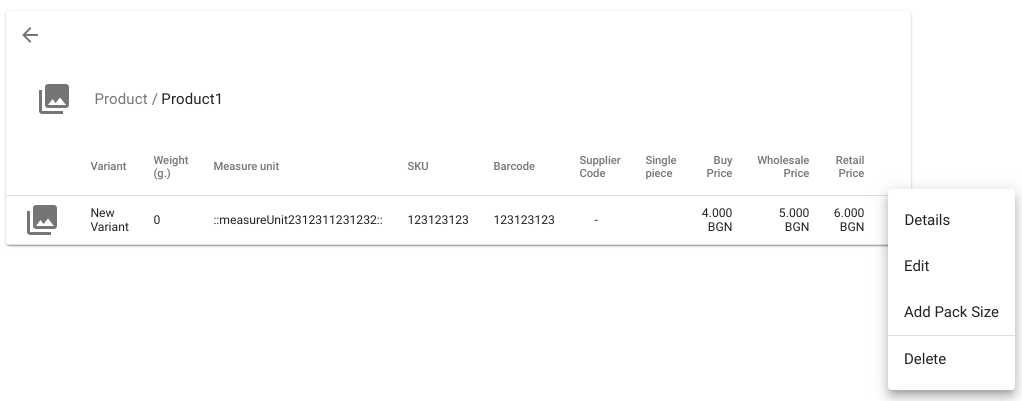 Product / Product1
Variant Weight (g.) Measure unit SKU Barcode Supplier Code Single piece Buy Price Wholesale Price Retail Price
New Variant 0 ::measureUnit2312311231232:: 123123123 123123123 - 4.000 BGN 5.000 BGN 6.000 BGN
Details
Edit
Add Pack Size
Delete